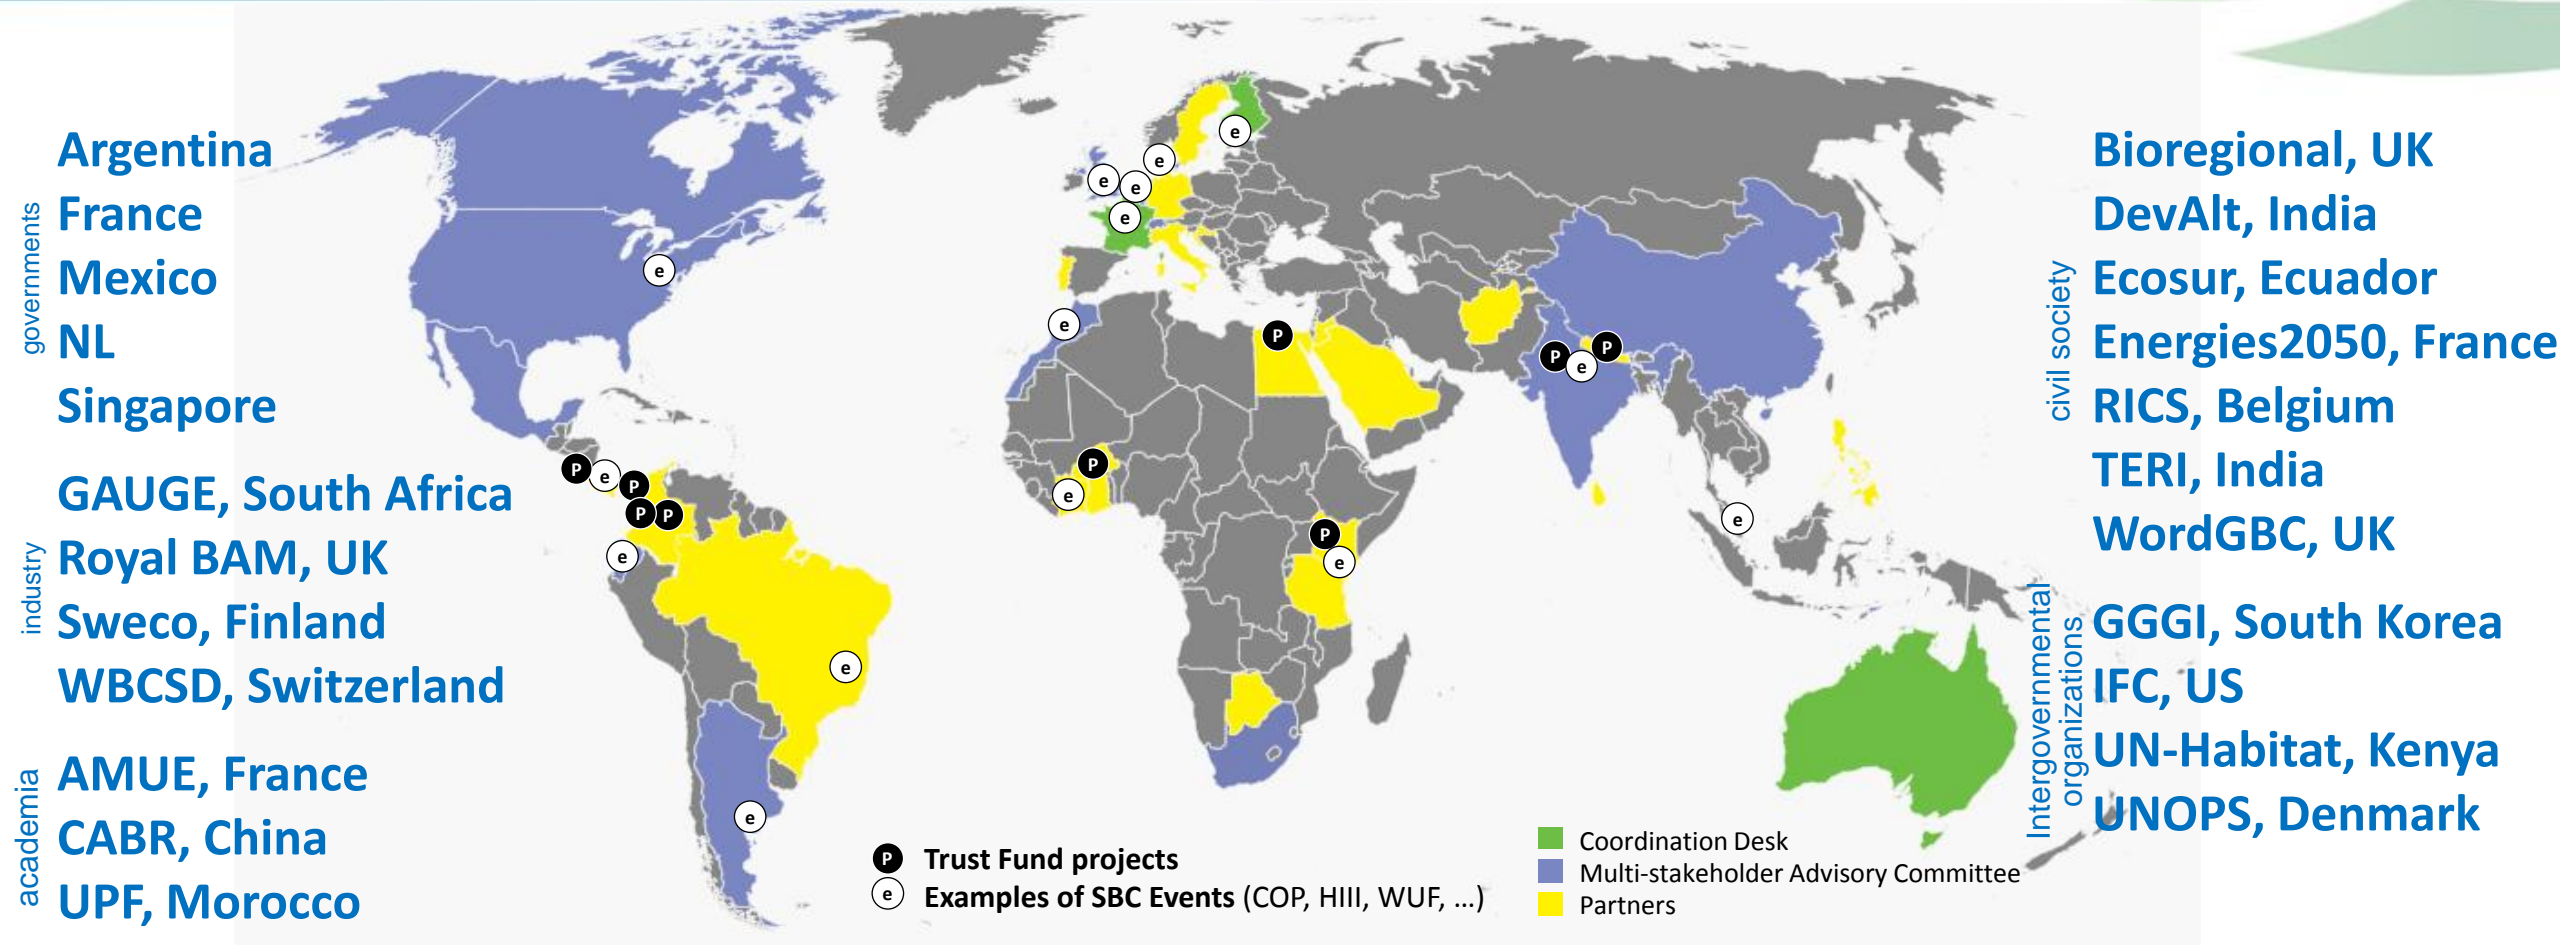 governments
Argentina
France
Mexico
NL
Singapore
industry
GAUGE, South Africa
Royal BAM, UK
Sweco, Finland
WBCSD, Switzerland
academia
AMUE, France
CABR, China
UPF, Morocco
e
e
e
e
e
e
e
P
P
P
e
P
e
P
P
P
P
e
e
P
e
e
P
e
e
e
P Trust Fund projects
e Examples of SBC Events (COP, HIII, WUF, ...)
Coordination Desk
Multi-stakeholder Advisory Committee
Partners
civil society
Bioregional, UK
DevAlt, India
Ecosur, Ecuador
Energies2050, France
RICS, Belgium
TERI, India
WordGBC, UK
Intergovernmental
organizations
GGGI, South Korea
IFC, US
UN-Habitat, Kenya
UNOPS, Denmark